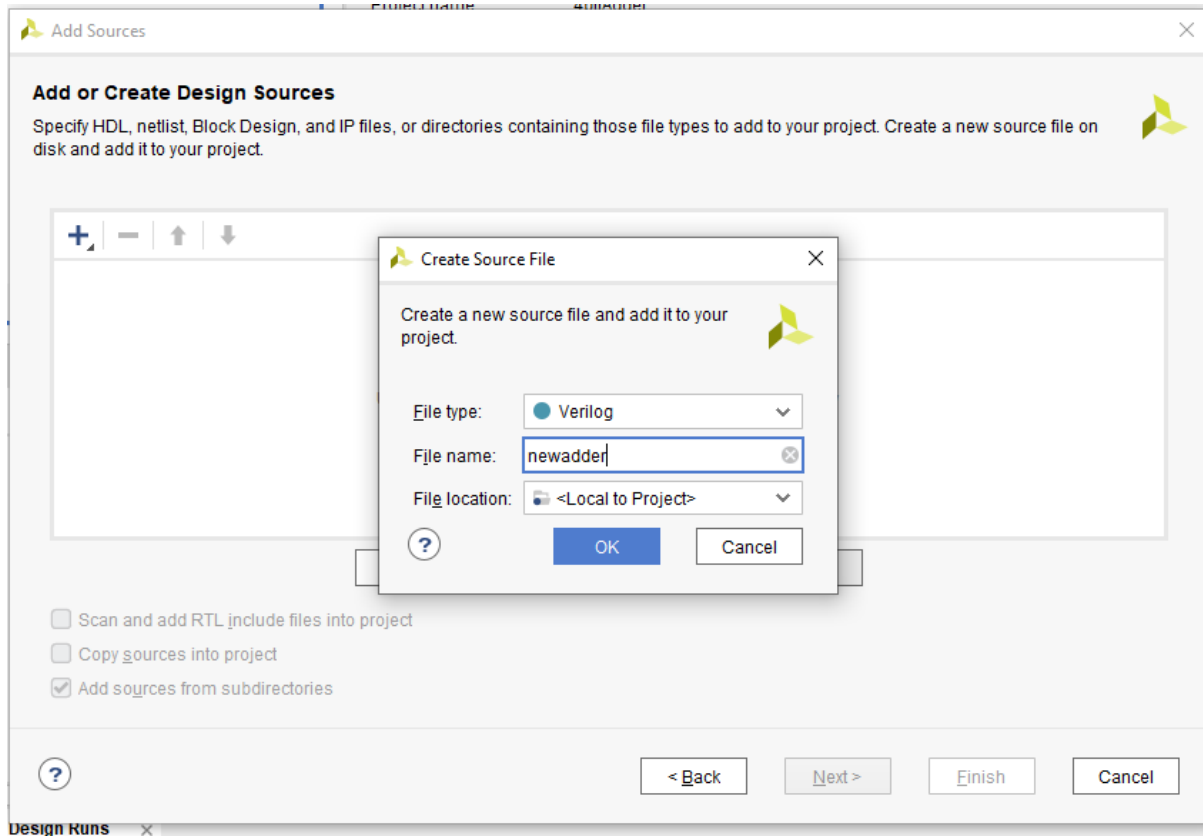 Project name 4bitAdder
Add Sources
Add or Create Design Sources
Specify HDL, netlist, Block Design, and IP files, or directories containing those file types to add to your project. Create a new source file on
disk and add it to your project.
Create Source File
Create a new source file and add it to your
project.
File type: Verilog
File name: newadder
File location: <Local to Project>
? OK Cancel
Scan and add RTL include files into project
Copy sources into project
Add sources from subdirectories
? < Back Next > Finish Cancel
Design Runs